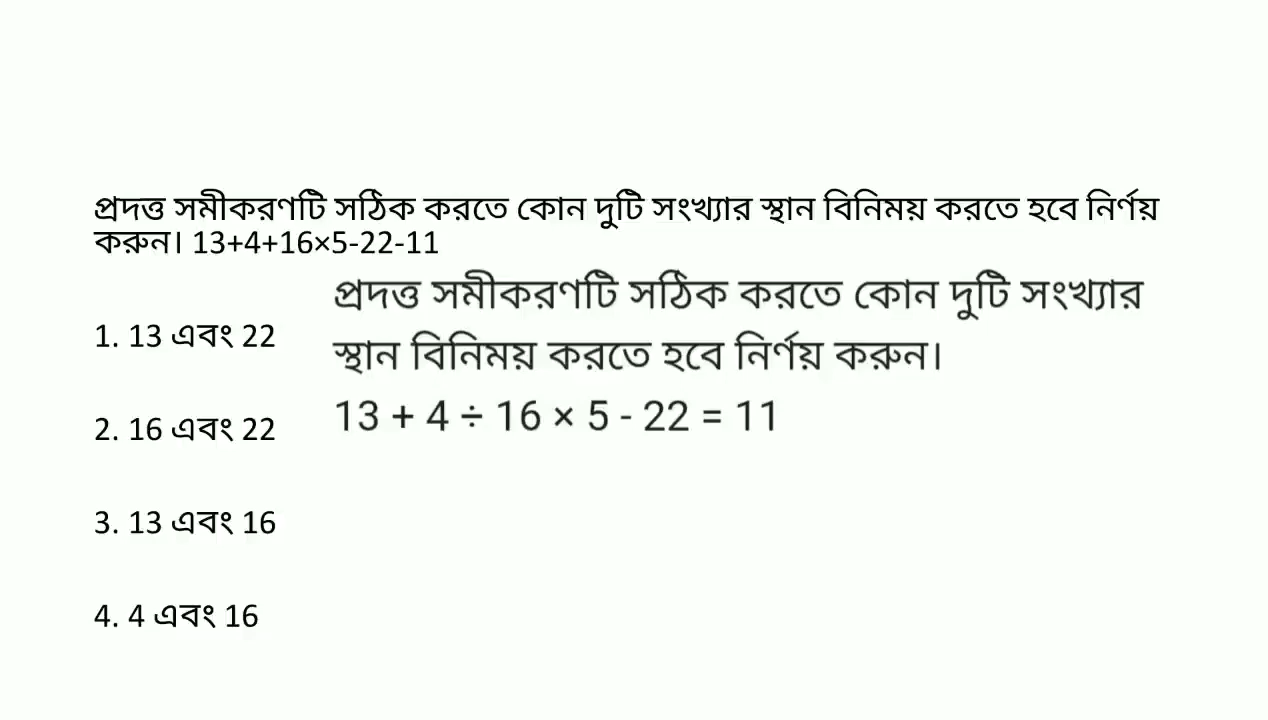 প্রদত্ত সমীকরণটি সঠিক করতে কোন দুটি সংখ্যার স্থান বিনিময় করতে হবে নির্ণয়
করুন। 13+4+16×5-22-11
প্রদত্ত সমীকরণটি সঠিক করতে কোন দুটি সংখ্যার
স্থান বিনিময় করতে হবে নির্ণয় করুন।
13 + 4 ÷ 16 × 5 - 22 = 11
1. 13 এবং 22
2. 16 এবং 22
3. 13 এবং 16
4. 4 এবং 16